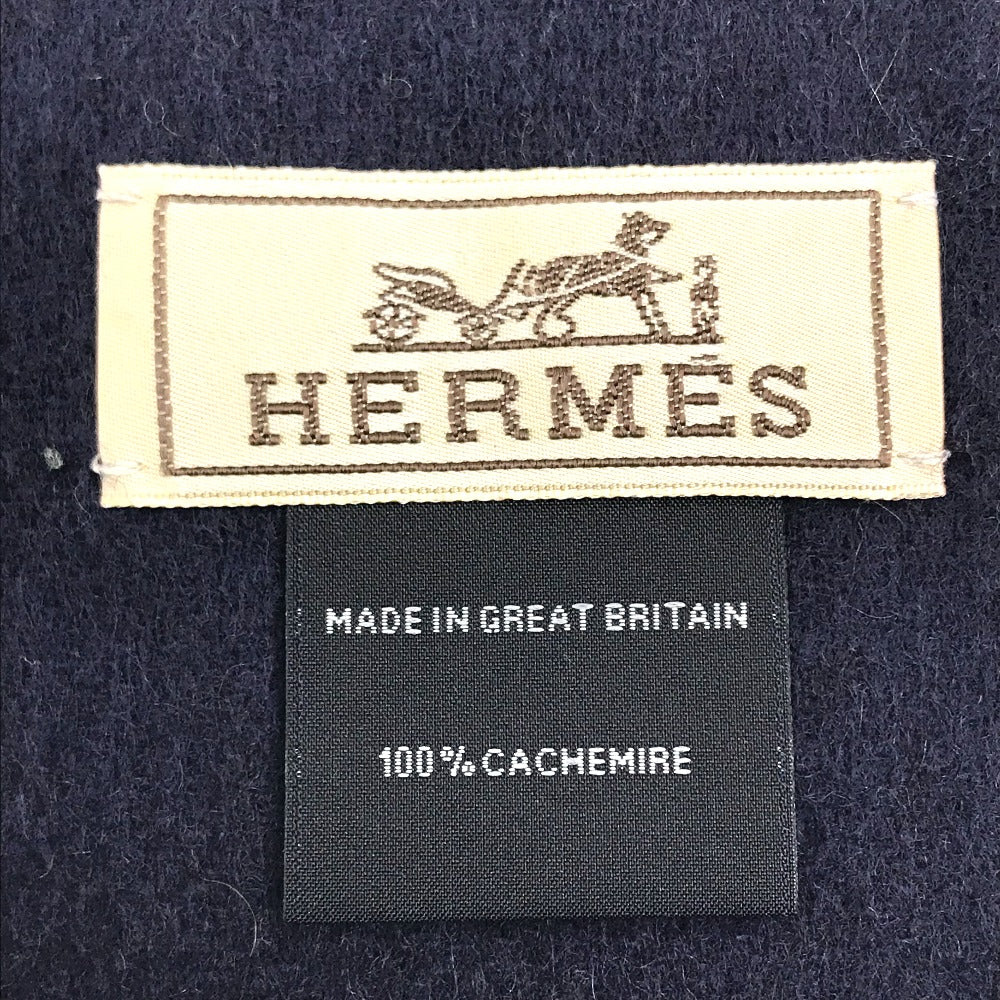 HERMÈS
MADE IN GREAT BRITAIN
100% CACHEMIRE